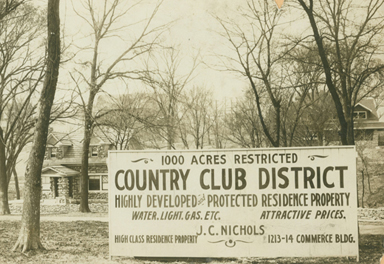 1000 ACRES RESTRICTED
COUNTRY CLUB DISTRICT
HIGHLY DEVELOPED AND PROTECTED RESIDENCE PROPERTY
WATER, LIGHT, GAS, ETC. ATTRACTIVE PRICES.
J. C. NICHOLS
HIGH CLASS RESIDENCE PROPERTY 1213-14 COMMERCE BLDG.